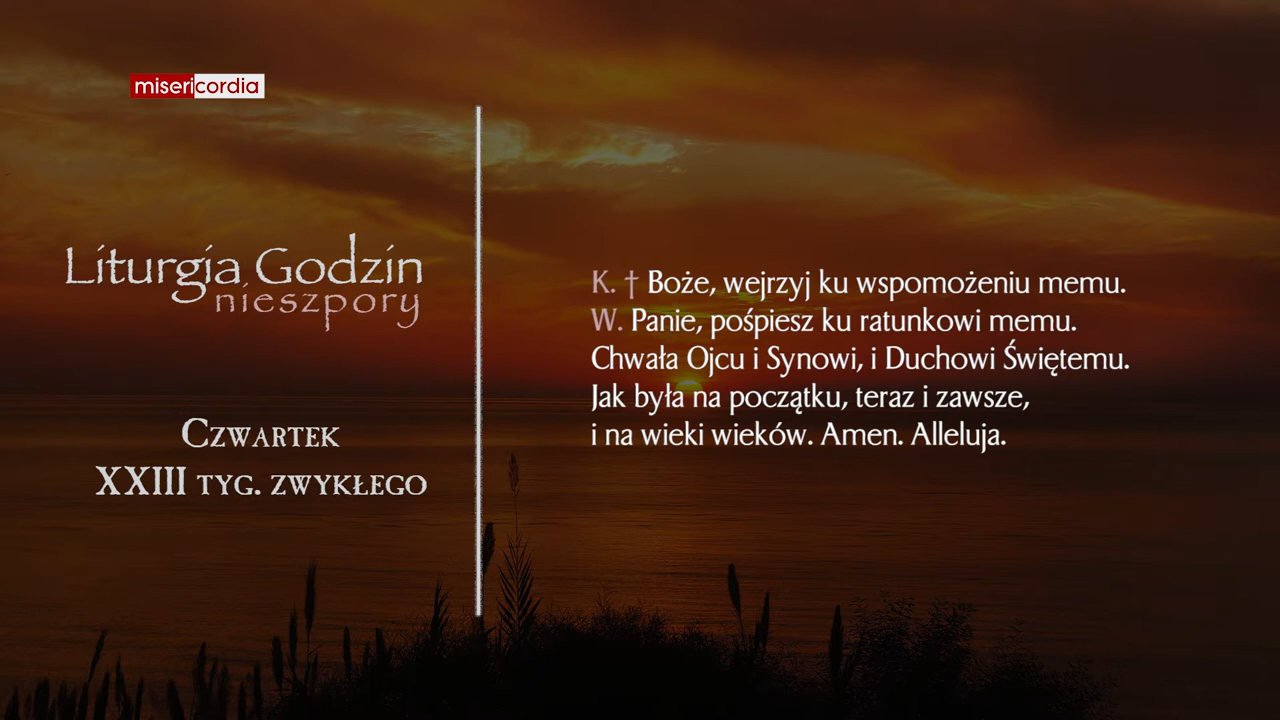 misericordia
Liturgia Godzin
nieszpory
Czwartek
XXIII tyg. zwykłego
K. † Boże, wejrzyj ku wspomożeniu memu.
W. Panie, pośpiesz ku ratunkowi memu.
Chwała Ojcu i Synowi, i Duchowi Świętemu.
Jak była na początku, teraz i zawsze,
i na wieki wieków. Amen. Alleluja.